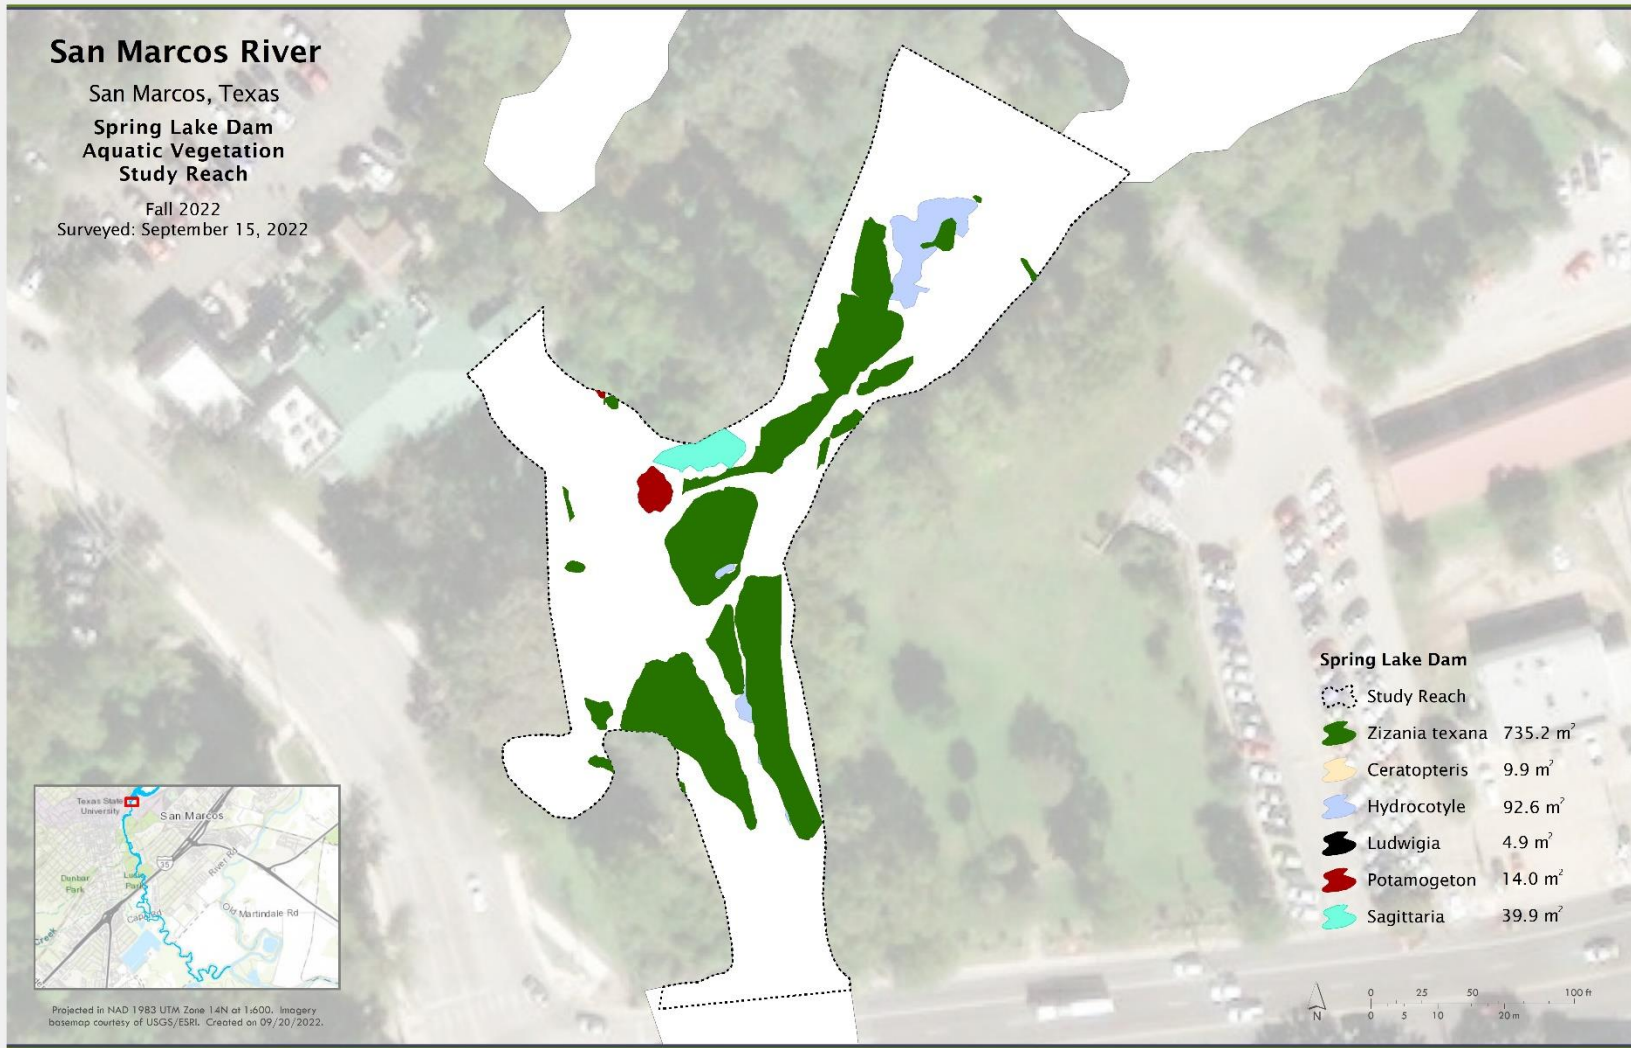 San Marcos River
San Marcos, Texas
Spring Lake Dam
Aquatic Vegetation
Study Reach
Fall 2022
Surveyed: September 15, 2022
Spring Lake Dam
Study Reach
Zizania texana 735.2 m²
Ceratopteris 9.9 m²
Hydrocotyle 92.6 m²
Ludwigia 4.9 m²
Potamogeton 14.0 m²
Sagittaria 39.9 m²
Texas State
University
San Marcos
35
River Rd
Dunbar
Park
Old Martindale Rd
Creek
Projected in NAD 1983 UTM Zone 14N at 1:600. Imagery
basemap courtesy of USGS/ESRI. Created on 09/20/2022.
N
0 25 50 100 ft
0 5 10 20 m